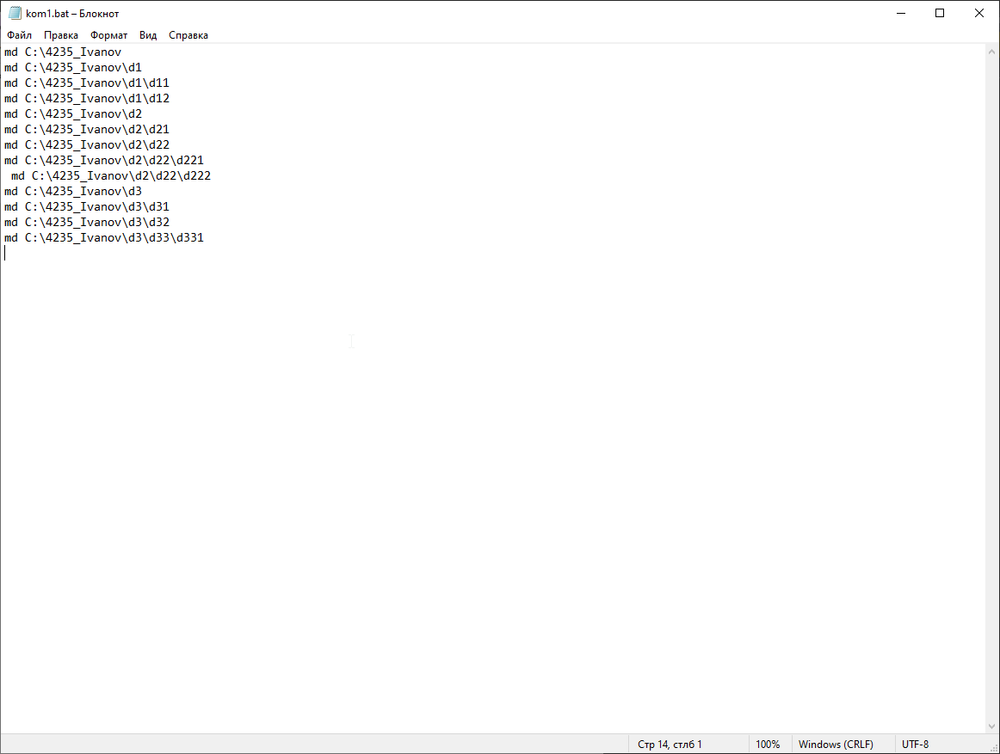 kom1.bat – Блокнот
Файл Правка Формат Вид Справка
md C:\4235_Ivanov
md C:\4235_Ivanov\d1
md C:\4235_Ivanov\d1\d11
md C:\4235_Ivanov\d1\d12
md C:\4235_Ivanov\d2
md C:\4235_Ivanov\d2\d21
md C:\4235_Ivanov\d2\d22
md C:\4235_Ivanov\d2\d22\d221
 md C:\4235_Ivanov\d2\d22\d222
md C:\4235_Ivanov\d3
md C:\4235_Ivanov\d3\d31
md C:\4235_Ivanov\d3\d32
md C:\4235_Ivanov\d3\d33\d331
Стр 14, стлб 1 100% Windows (CRLF) UTF-8